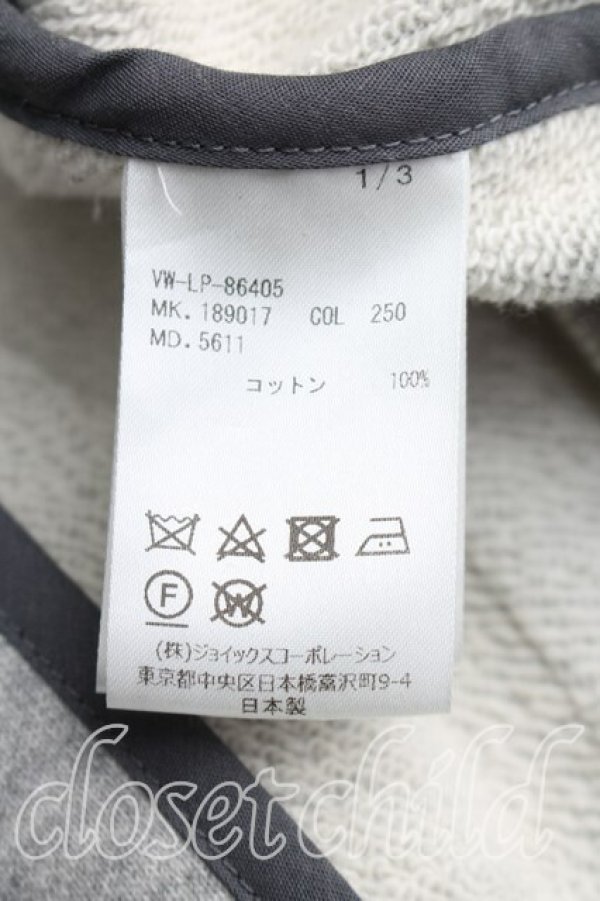 1/3
VW-LP-86405
MK. 189017 COL 250
MD. 5611
コットン 100%
F
W
(株)ジョイックスコーポレーション
東京都中央区日本橋富沢町9-4
日本製
closet child